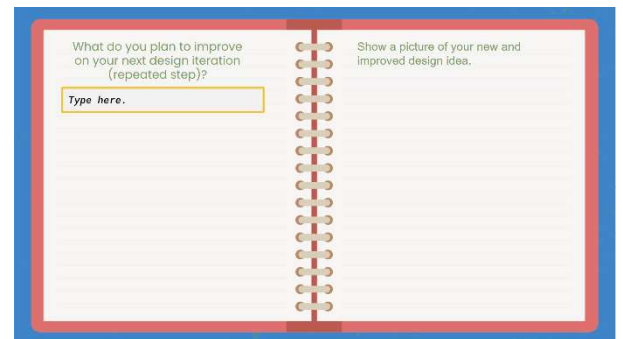 What do you plan to improve
on your next design iteration
(repeated step)?
Type here.
Show a picture of your new and
improved design idea.